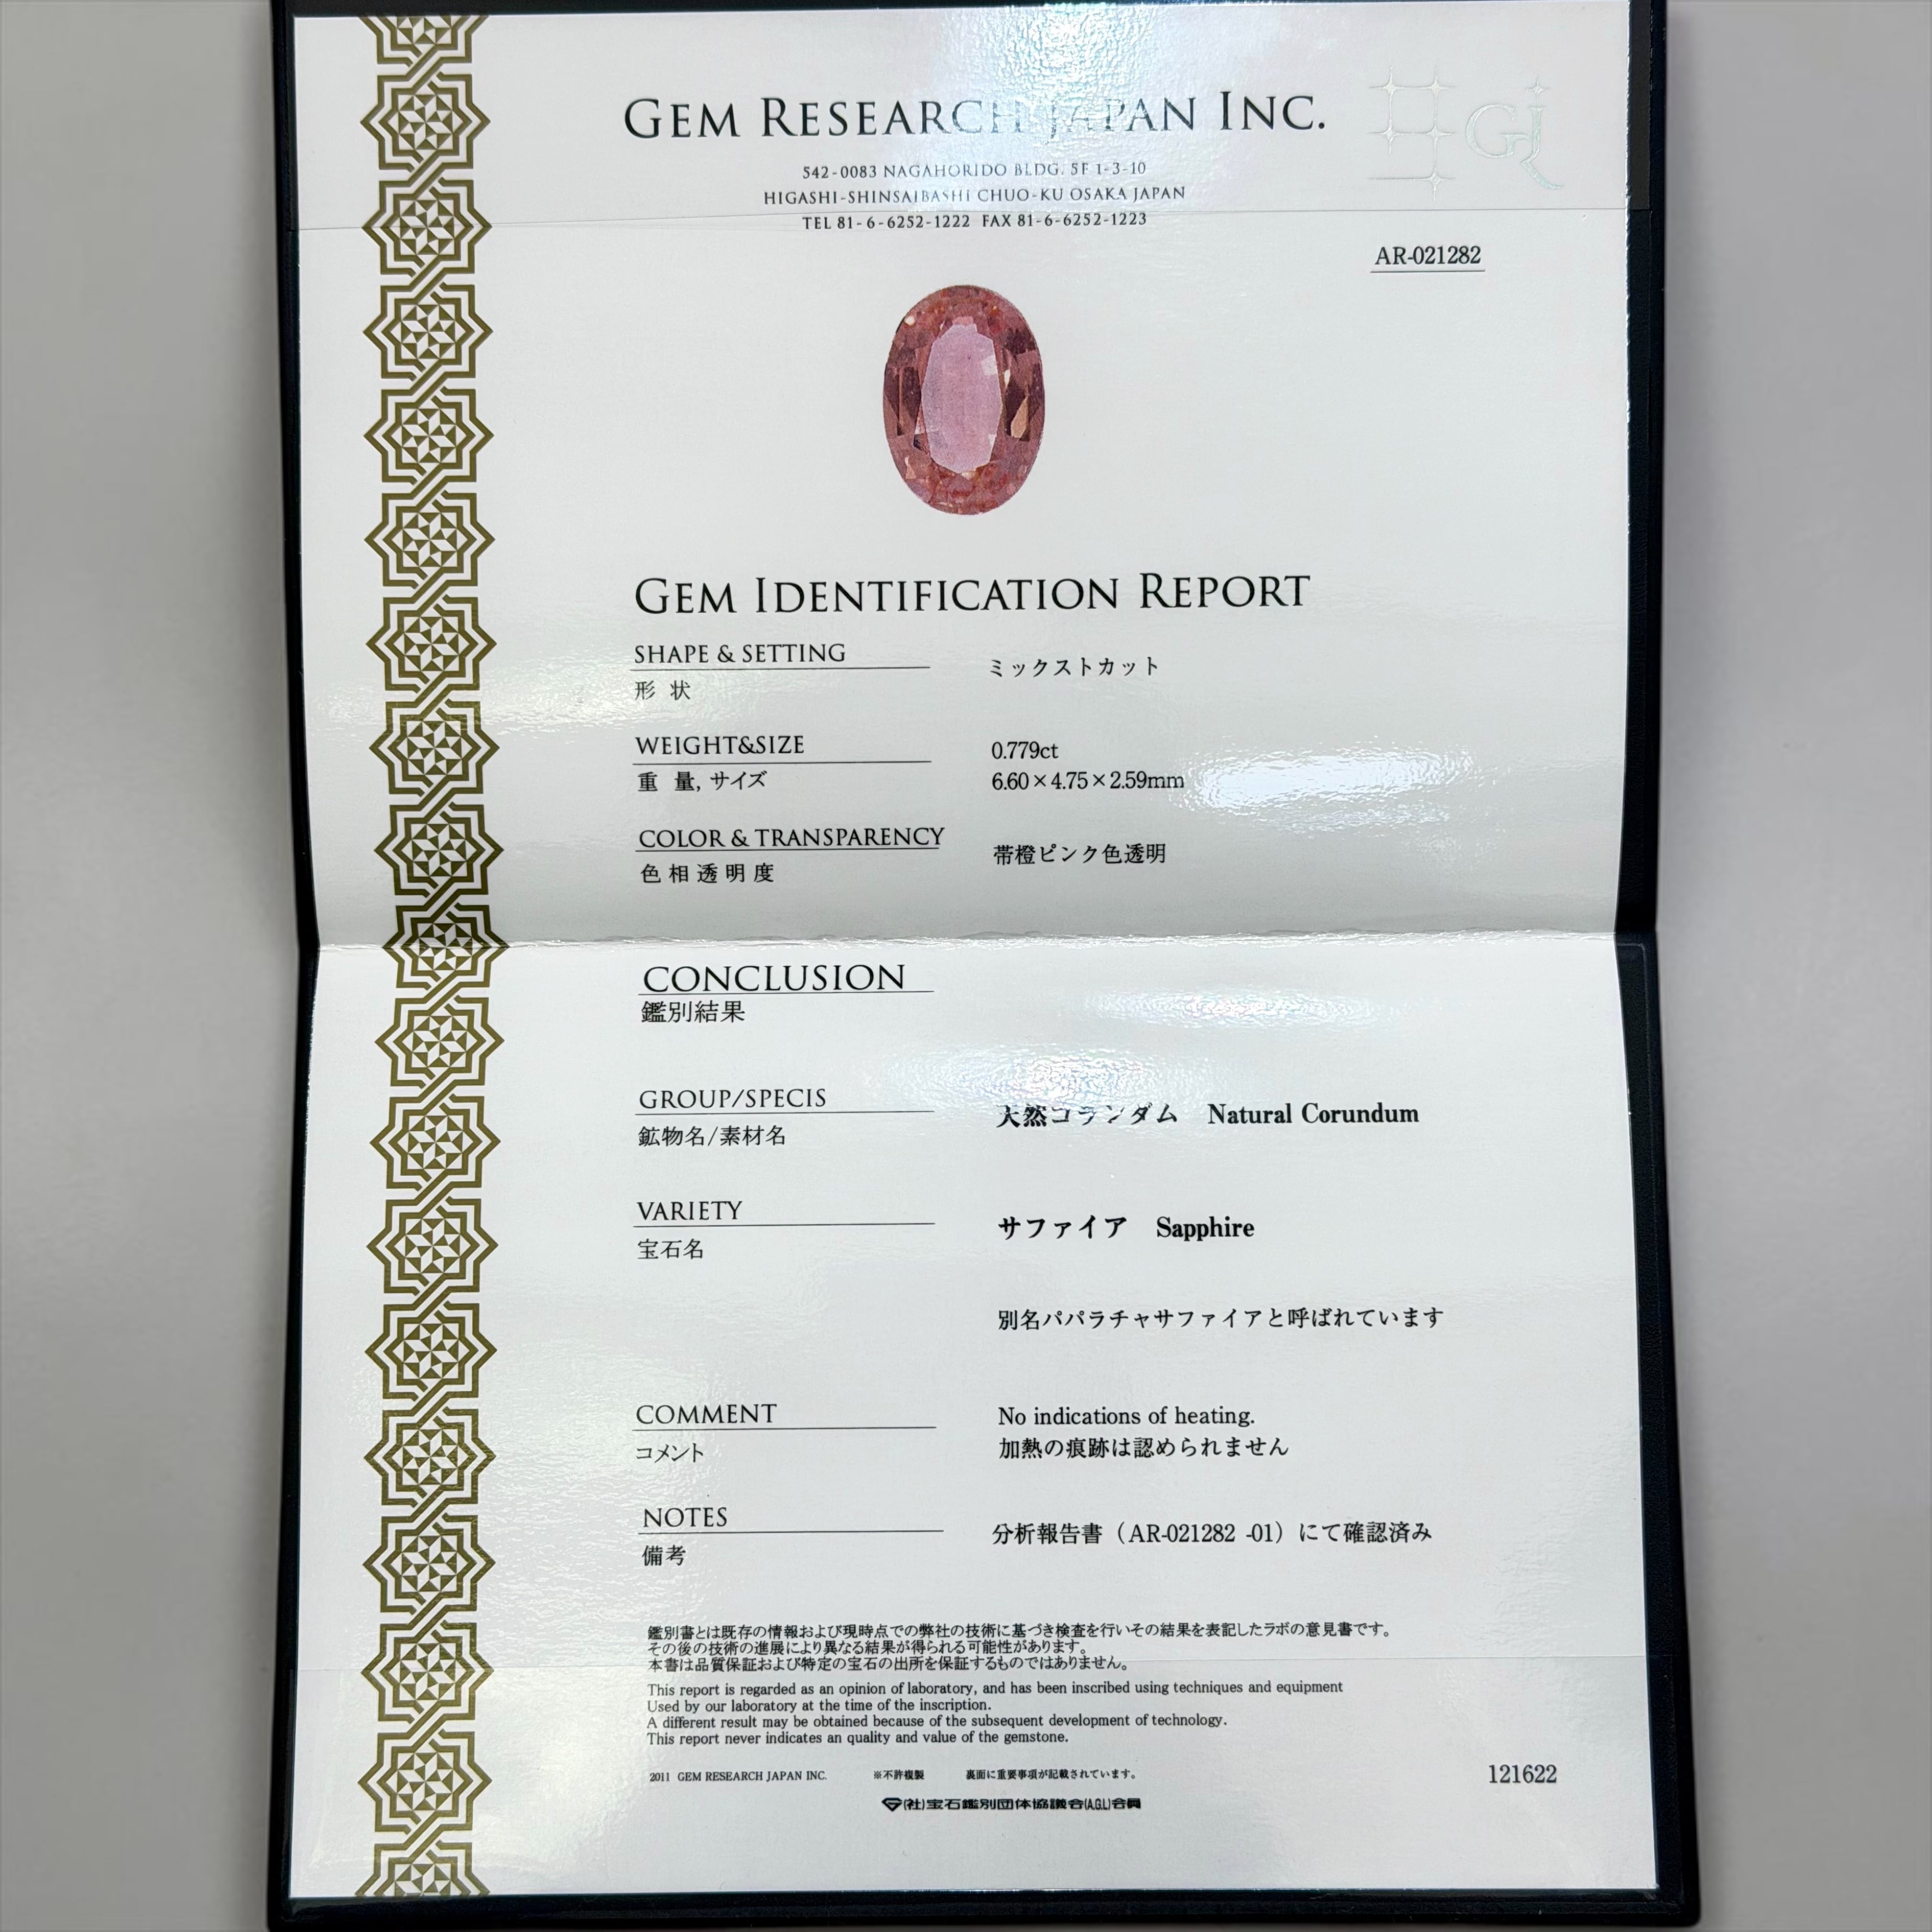 GEM RESEARCH JAPAN INC.
GJ
542-0083 NAGAHORIDO BLDG. 5F 1-3-10
HIGASHI-SHINSAIBASHI CHUO-KU OSAKA JAPAN
TEL 81-6-6252-1222 FAX 81-6-6252-1223
AR-021282
GEM IDENTIFICATION REPORT
SHAPE & SETTING
形状
ミックストカット
WEIGHT&SIZE
重量,サイズ
0.779ct
6.60×4.75×2.59mm
COLOR & TRANSPARENCY
色相透明度
帯橙ピンク色透明
CONCLUSION
鑑別結果
GROUP/SPECIS
鉱物名/素材名
天然コランダム Natural Corundum
VARIETY
宝石名
サファイア Sapphire
別名パパラチャサファイアと呼ばれています
COMMENT
コメント
No indications of heating.
加熱の痕跡は認められません
NOTES
備考
分析報告書（AR-021282 -01）にて確認済み
鑑別書とは既存の情報および現時点での弊社の技術に基づき検査を行いその結果を表記したラボの意見書です。
その後の技術の進展により異なる結果が得られる可能性があります。
本書は品質保証および特定の宝石の出所を保証するものではありません。
This report is regarded as an opinion of laboratory, and has been inscribed using techniques and equipment
Used by our laboratory at the time of the inscription.
A different result may be obtained because of the subsequent development of technology.
This report never indicates an quality and value of the gemstone.
2011 GEM RESEARCH JAPAN INC. ※不許複製 裏面に重要事項が記載されています。
121622
(社)宝石鑑別団体協議会(AGL)会員